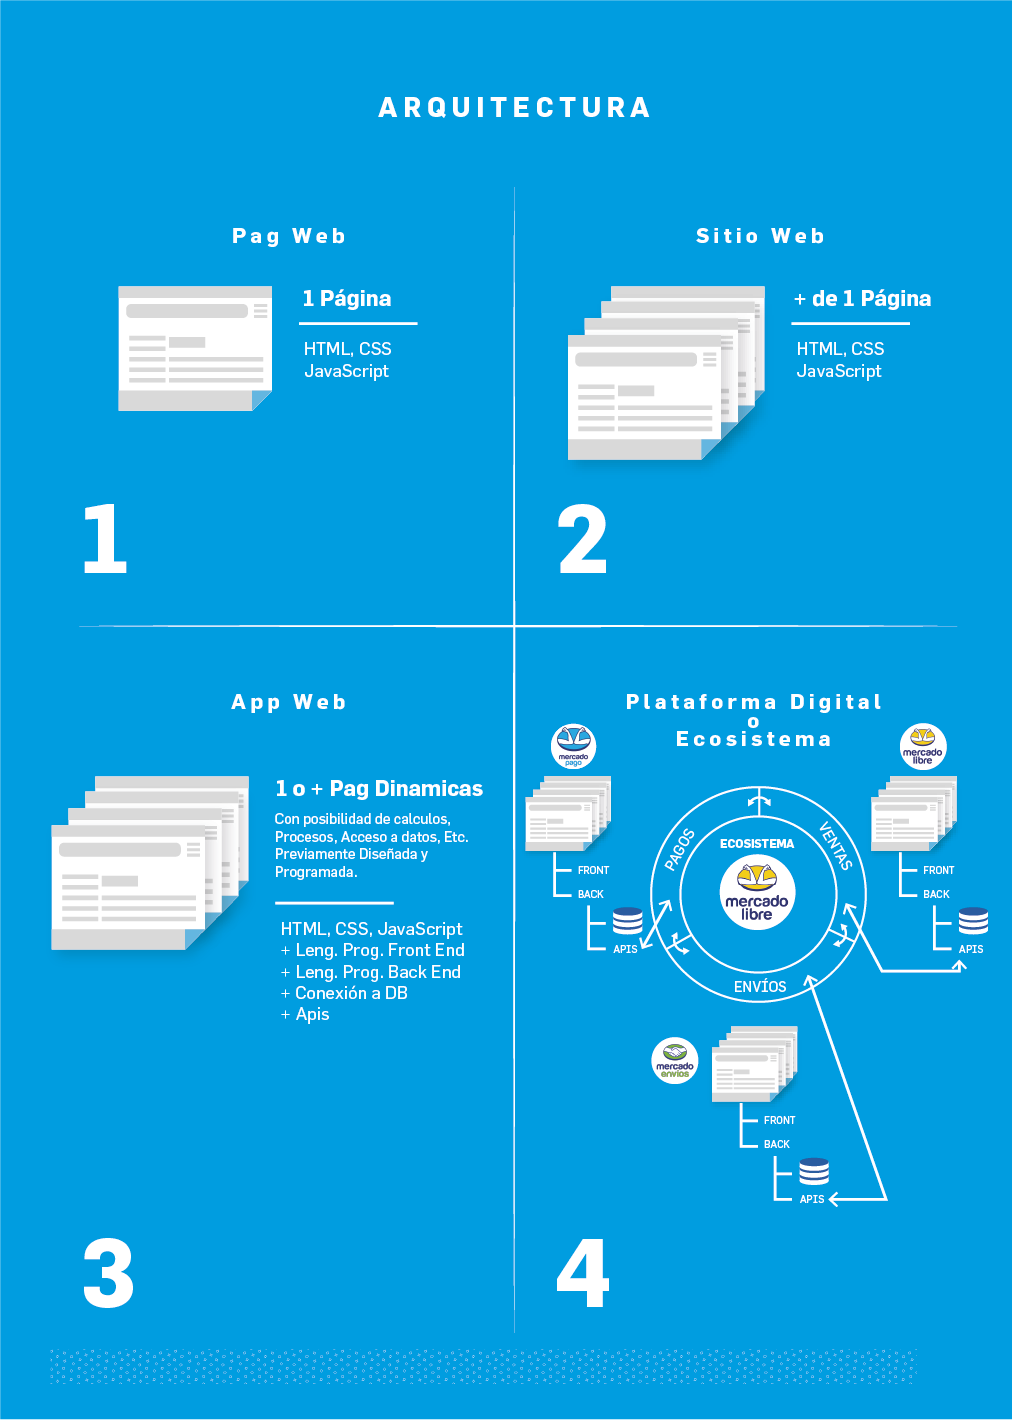 ARQUITECTURA
Pag Web
1 Página
HTML, CSS
JavaScript
1
Sitio Web
+ de 1 Página
HTML, CSS
JavaScript
2
App Web
1 o + Pag Dinamicas
Con posibilidad de calculos,
Procesos, Acceso a datos, Etc.
Previamente Diseñada y
Programada.
HTML, CSS, JavaScript
+ Leng. Prog. Front End
+ Leng. Prog. Back End
+ Conexión a DB
+ Apis
3
Plataforma Digital
o
Ecosistema
mercado
pago
FRONT
BACK
APIS
mercado
libre
FRONT
BACK
APIS
PAGOS
VENTAS
ENVÍOS
ECOSISTEMA
mercado
libre
mercado
envios
FRONT
BACK
APIS
4